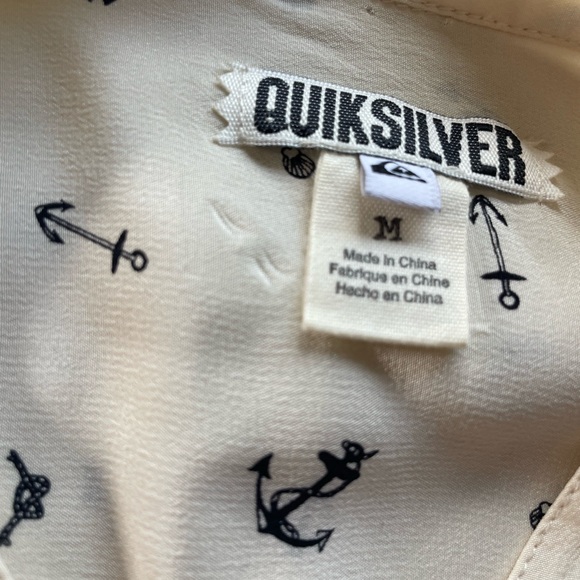 QUIKSILVER
M
Made in China
Fabriqué en Chine
Hecho en China